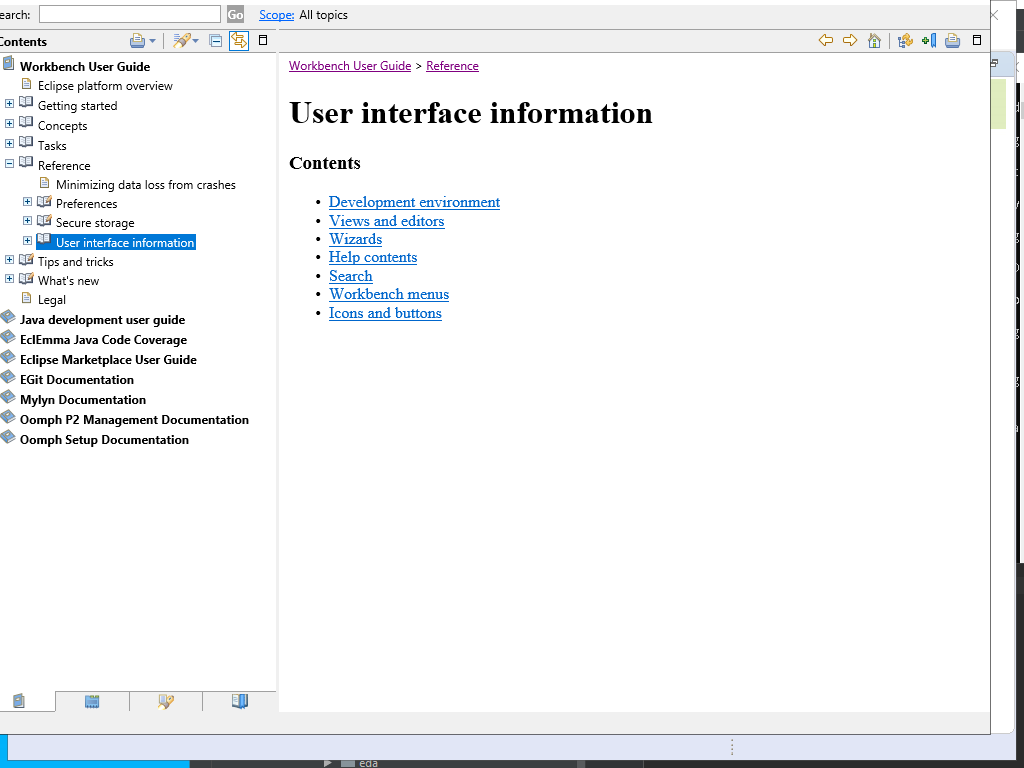 earch:
Go
Scope: All topics
Contents
Workbench User Guide
Eclipse platform overview
Getting started
Concepts
Tasks
Reference
Minimizing data loss from crashes
Preferences
Secure storage
User interface information
Tips and tricks
What's new
Legal
Java development user guide
EclEmma Java Code Coverage
Eclipse Marketplace User Guide
EGit Documentation
Mylyn Documentation
Oomph P2 Management Documentation
Oomph Setup Documentation
Workbench User Guide > Reference
User interface information
Contents
• Development environment
• Views and editors
• Wizards
• Help contents
• Search
• Workbench menus
• Icons and buttons
eda